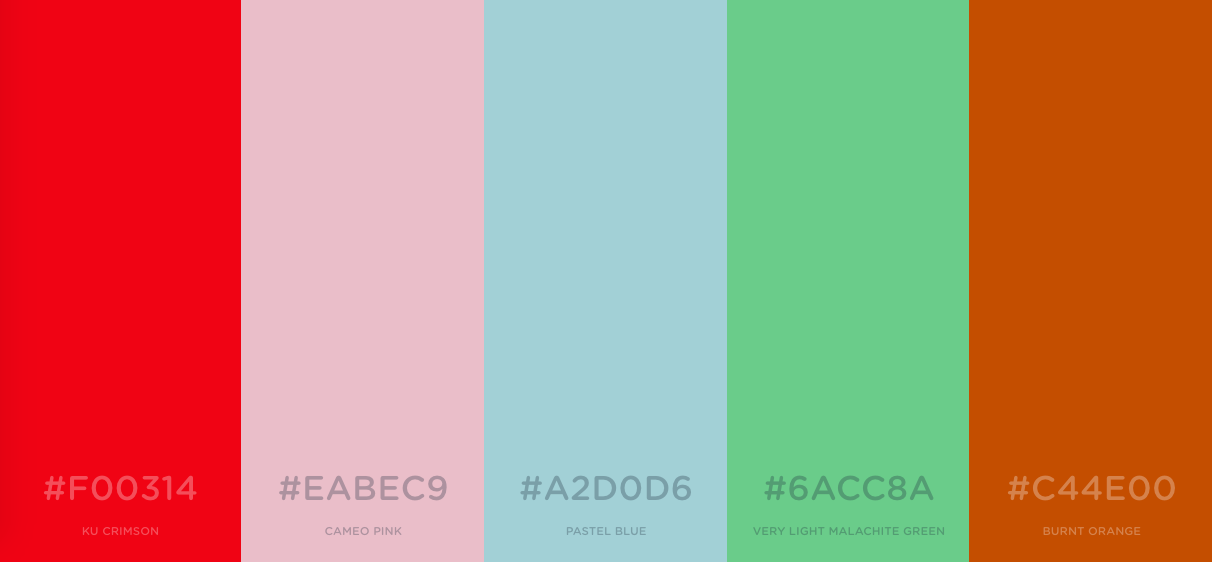 #F00314
KU CRIMSON
#EABEC9
CAMEO PINK
#A2D0D6
PASTEL BLUE
#6ACC8A
VERY LIGHT MALACHITE GREEN
#C44E00
BURNT ORANGE